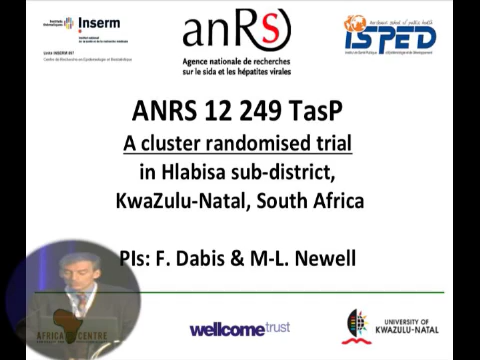 Inserm
anRS
Agence nationale de recherches
sur le sida et les hépatites virales
ISPED
ANRS 12 249 TasP
A cluster randomised trial
in Hlabisa sub-district,
KwaZulu-Natal, South Africa
PIs: F. Dabis & M-L. Newell
AFRICA CENTRE
wellcometrust
UNIVERSITY OF
KWAZULU-NATAL